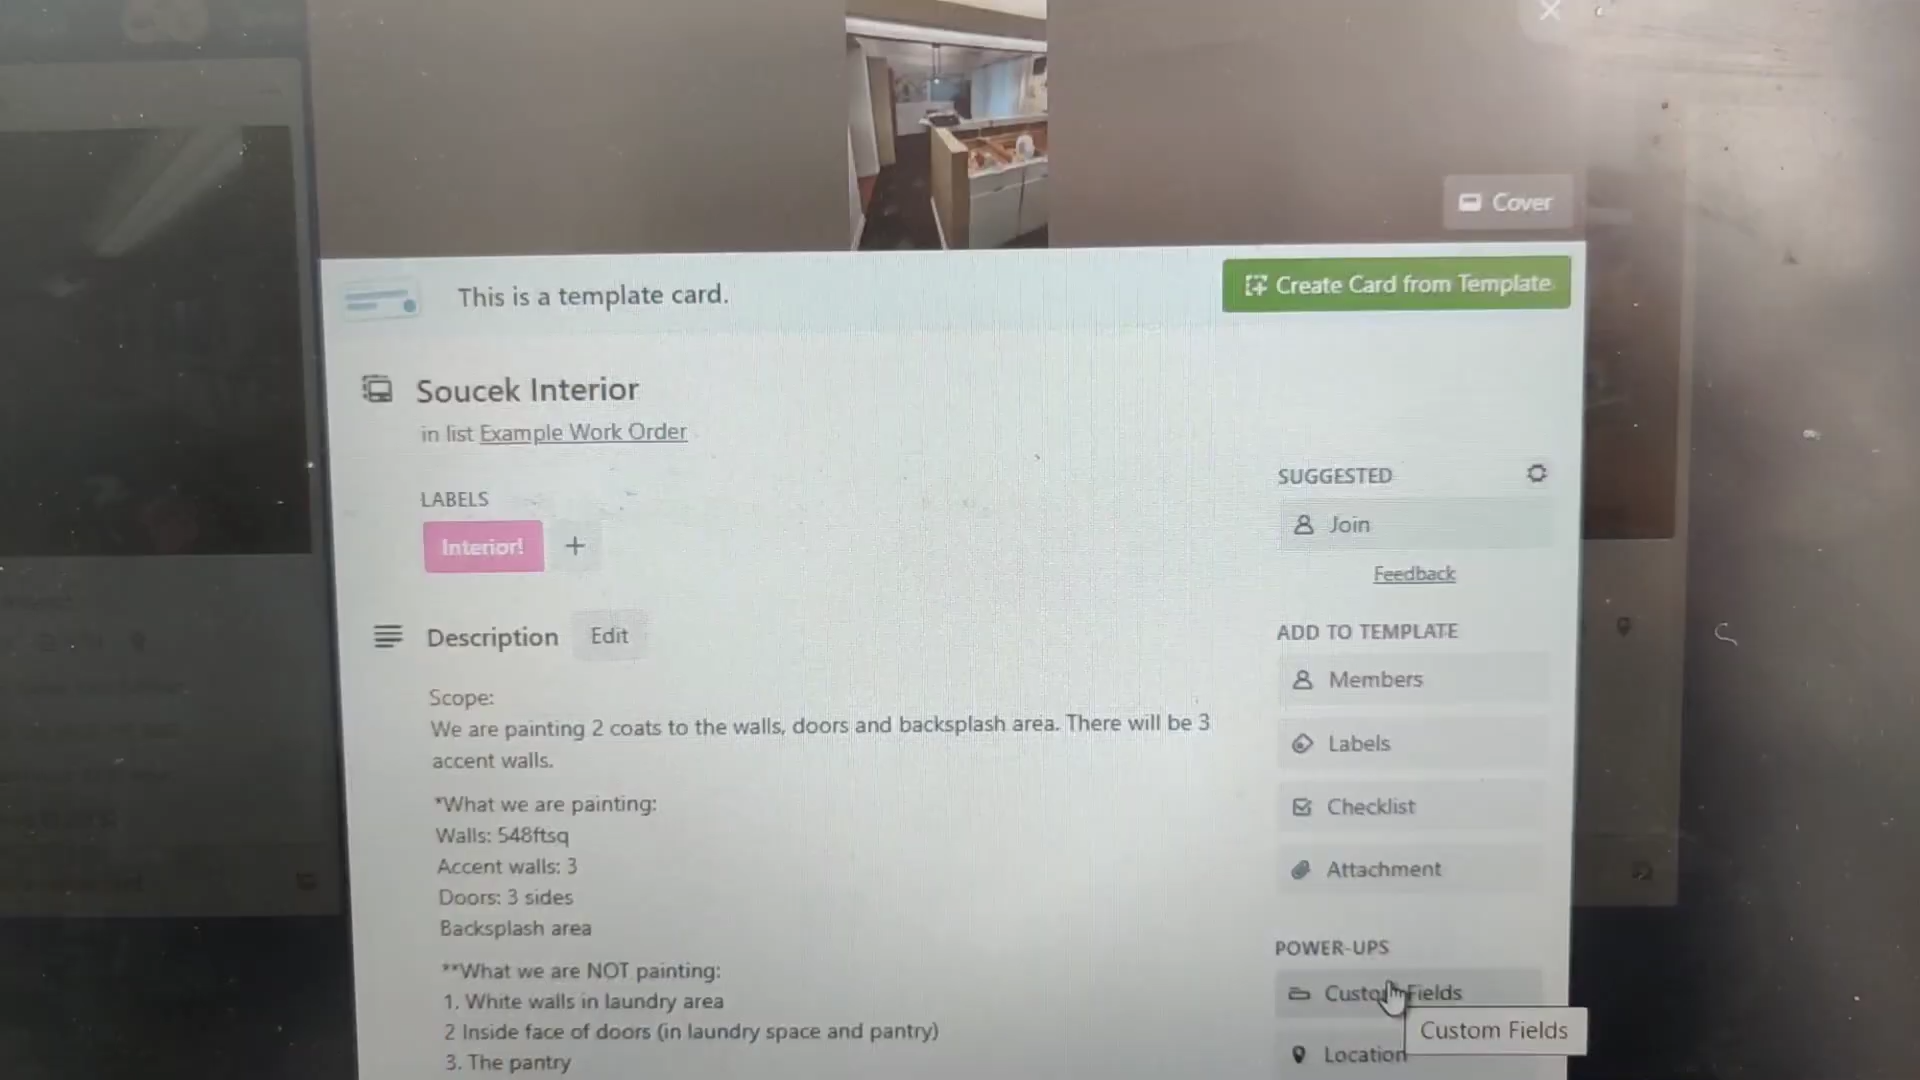 Cover
This is a template card.
Create Card from Template
Soucek Interior
in list Example Work Order
LABELS
Interior!
+
Description
Edit
Scope:
We are painting 2 coats to the walls, doors and backsplash area. There will be 3
accent walls.
*What we are painting:
Walls: 548ftsq
Accent walls: 3
Doors: 3 sides
Backsplash area
**What we are NOT painting:
1. White walls in laundry area
2 Inside face of doors (in laundry space and pantry)
3. The pantry
SUGGESTED
Join
Feedback
ADD TO TEMPLATE
Members
Labels
Checklist
Attachment
POWER-UPS
Custom Fields
Custom Fields
Location